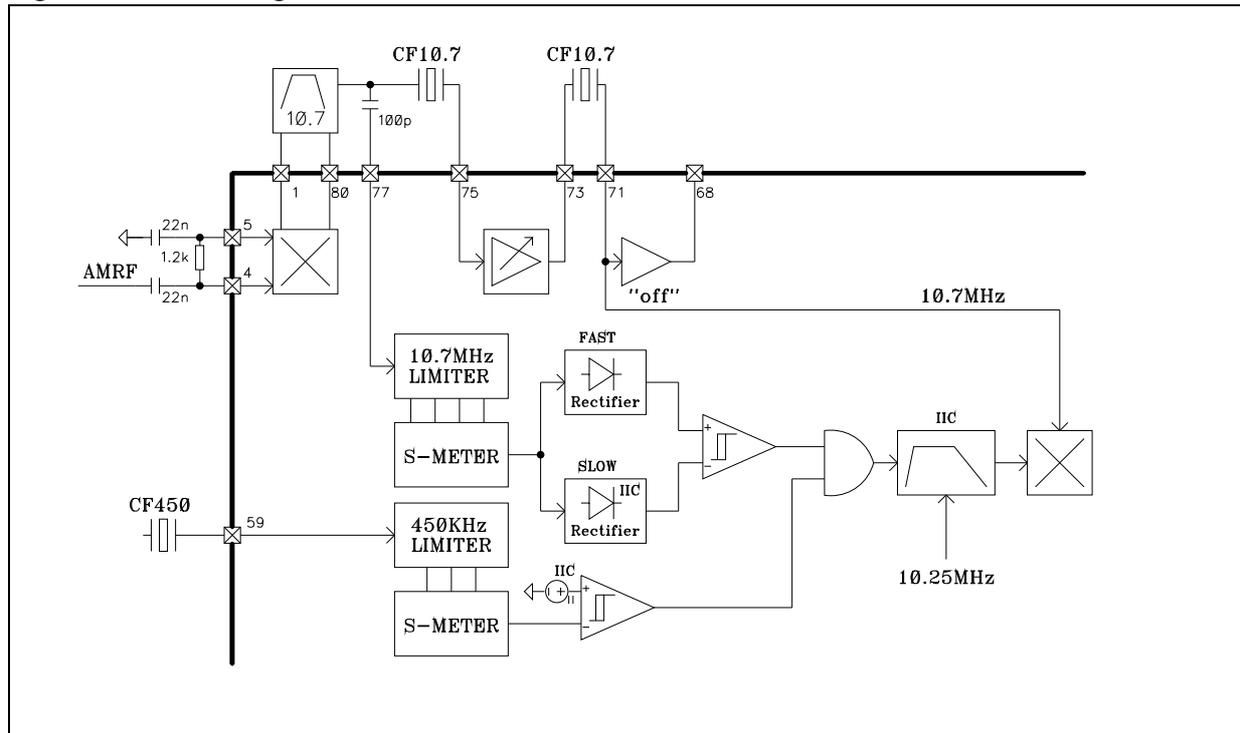 CF10.7
CF10.7
10.7
100p
1
80
77
75
73
71
68
22n
5
1.2k
AMRF
4
22n
"off"
10.7MHz
10.7MHz
LIMITER
FAST
Rectifier
S-METER
SLOW
IIC
Rectifier
+
-
IIC
CF450
59
450KHz
LIMITER
IIC
+
-
S-METER
10.25MHz